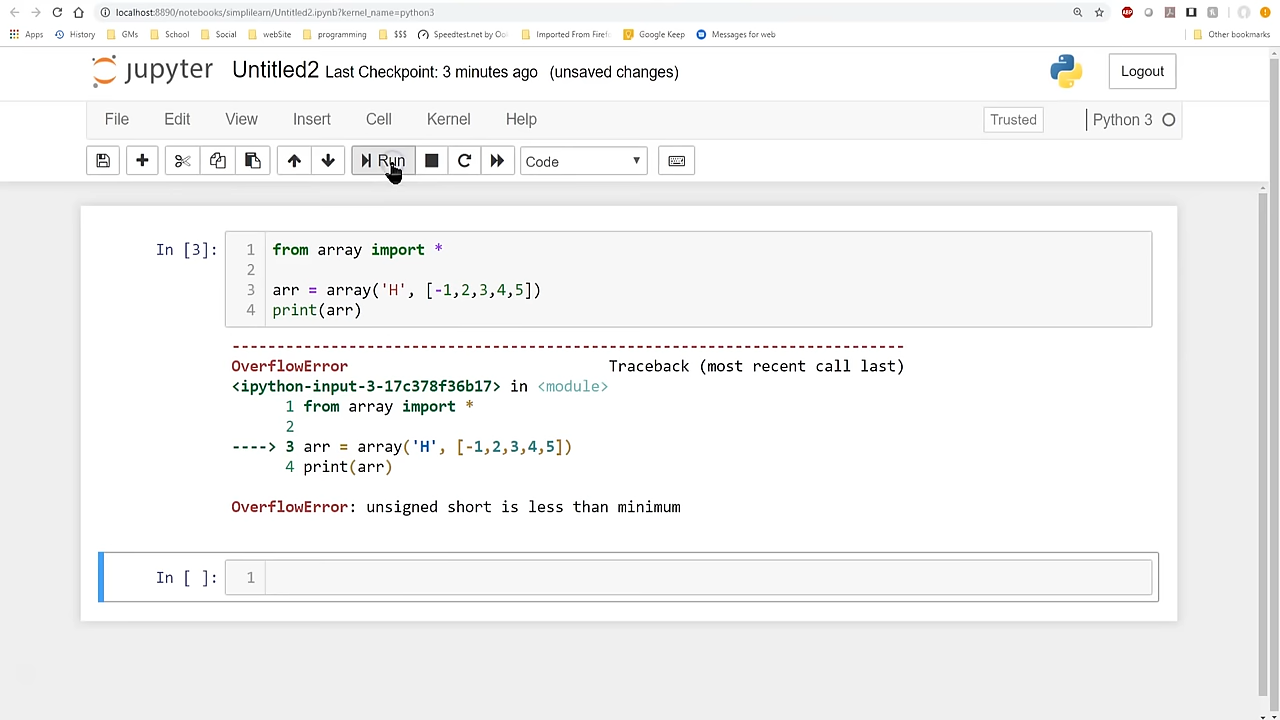 localhost:8890/notebooks/simplilearn/Untitled2.ipynb?kernel_name=python3
Apps History GMs School Social webSite programming $$$ Speedtest.net by Oo Imported From Firef Google Keep Messages for web Other bookmarks
jupyter Untitled2 Last Checkpoint: 3 minutes ago (unsaved changes) Logout
File Edit View Insert Cell Kernel Help Trusted Python 3
Run Code
In [3]:
1 from array import *
2
3 arr = array('H', [-1,2,3,4,5])
4 print(arr)
---------------------------------------------------------------------------
OverflowError Traceback (most recent call last)
<ipython-input-3-17c378f36b17> in <module>
1 from array import *
2
----> 3 arr = array('H', [-1,2,3,4,5])
4 print(arr)
OverflowError: unsigned short is less than minimum
In [ ]: 1